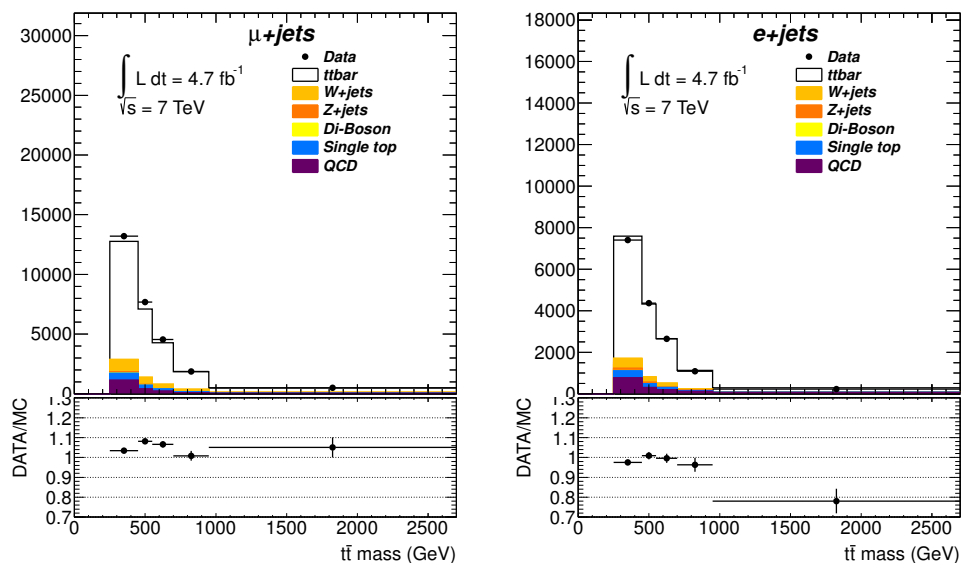 μ+jets
∫ L dt = 4.7 fb⁻¹
√s = 7 TeV
Data
ttbar
W+jets
Z+jets
Di-Boson
Single top
QCD
30000
25000
20000
15000
10000
5000
0
DATA/MC
1.3
1.2
1.1
1
0.9
0.8
0.7
0 500 1000 1500 2000 2500
tt̄ mass (GeV)
e+jets
∫ L dt = 4.7 fb⁻¹
√s = 7 TeV
Data
ttbar
W+jets
Z+jets
Di-Boson
Single top
QCD
18000
16000
14000
12000
10000
8000
6000
4000
2000
0
DATA/MC
1.3
1.2
1.1
1
0.9
0.8
0.7
0 500 1000 1500 2000 2500
tt̄ mass (GeV)